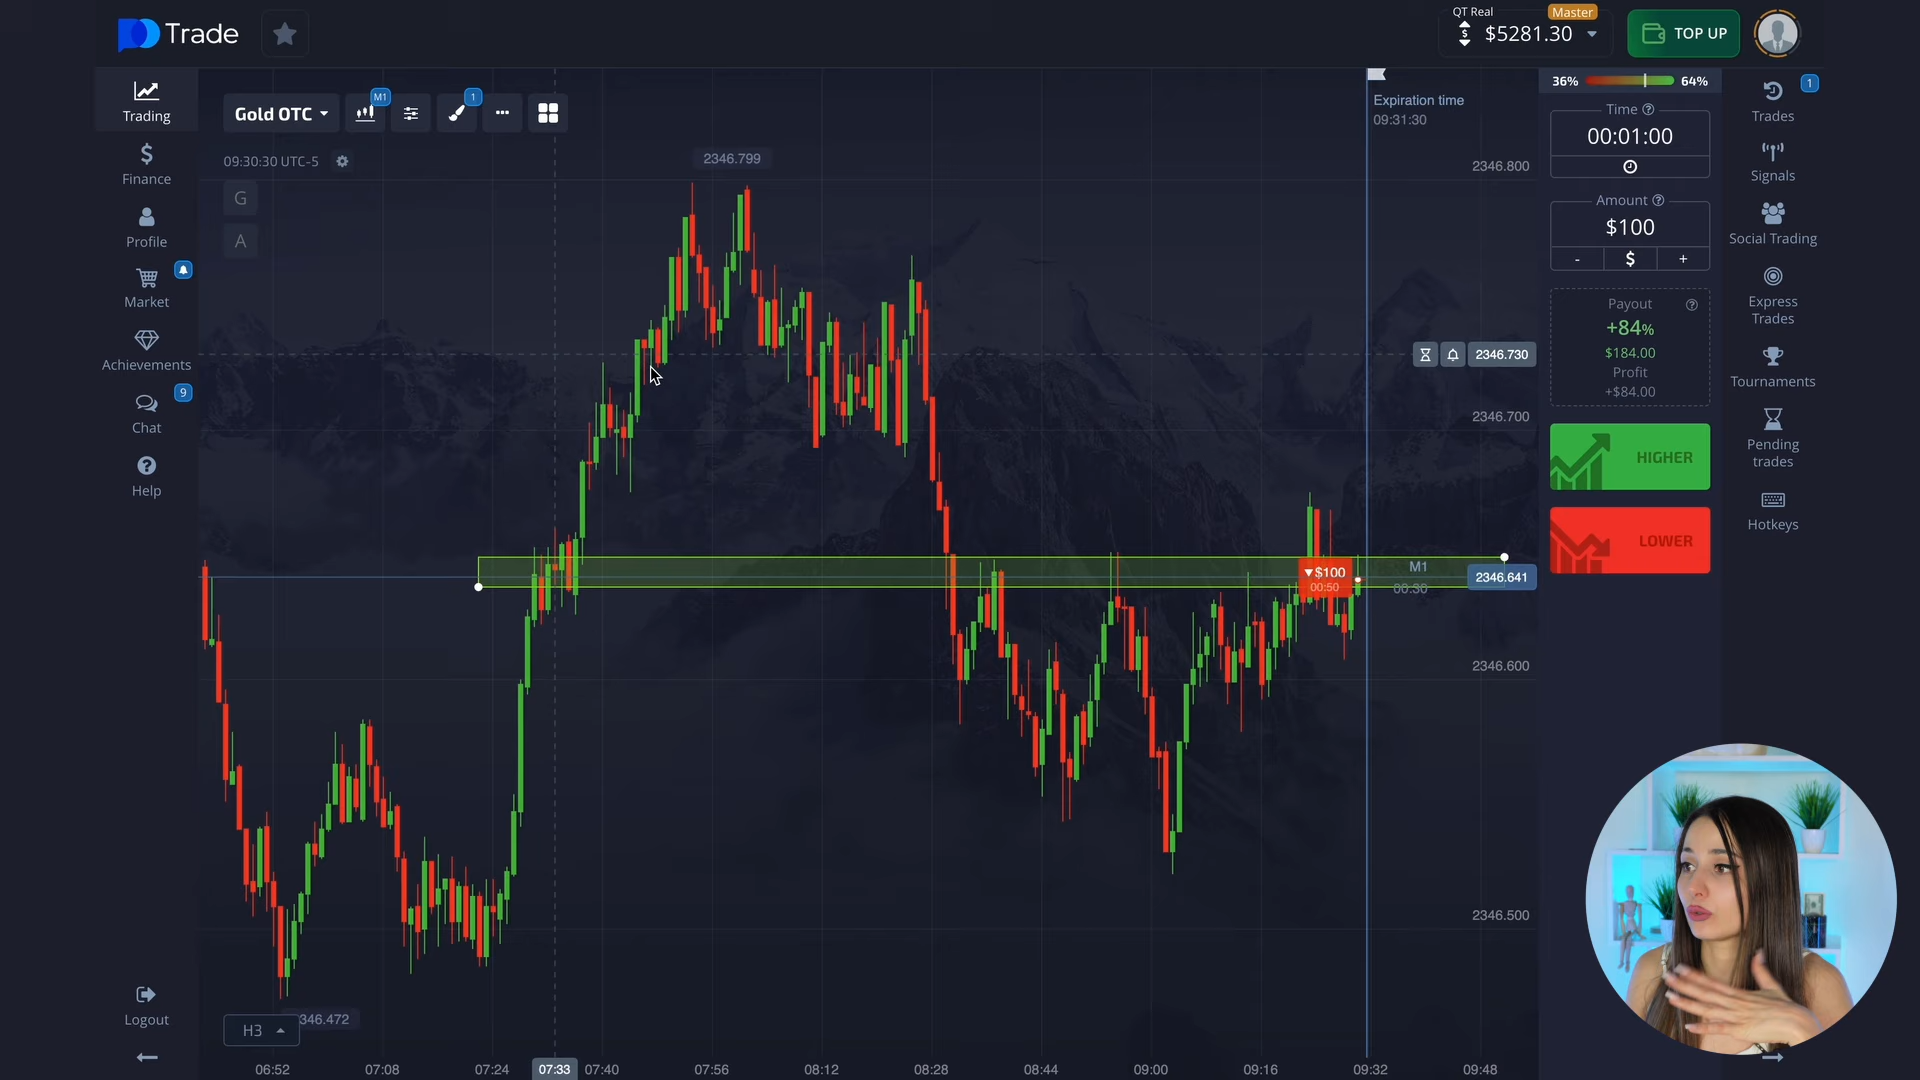 Trade
QT Real
Master
$5281.30
TOP UP
Trading
Finance
Profile
Market
Achievements
9
Chat
Help
Logout
Gold OTC
M1
1
09:30:30 UTC-5
G
A
2346.799
Expiration time
09:31:30
2346.800
2346.730
2346.700
▼$100
00:50
M1
00:30
2346.641
2346.600
2346.500
346.472
H3
06:52
07:08
07:24
07:33
07:40
07:56
08:12
08:28
08:44
09:00
09:16
09:32
09:48
36%
64%
Time
00:01:00
Amount
$100
- $ +
Payout
+84%
$184.00
Profit
+$84.00
HIGHER
LOWER
1
Trades
Signals
Social Trading
Express
Trades
Tournaments
Pending
trades
Hotkeys